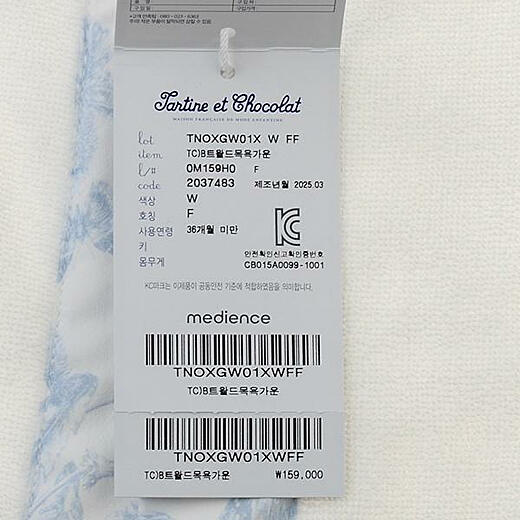 Tartine et Chocolat
MAISON FRANÇAISE DE MODE ENFANTINE
lot TNOXGW01X W FF
item TC)B트왈드목욕가운
l/# 0M159H0 F
code 2037483 제조년월 2025.03
색상 W
호칭 F
사용연령 36개월 미만
키
몸무게
안전확인신고확인증번호
CB015A0099-1001
KC마크는 이제품이 공통안전 기준에 적합하였음을 의미합니다.
medience
TNOXGW01XWFF
TC)B트왈드목욕가운
TNOXGW01XWFF
TC)B트왈드목욕가운 ₩159,000